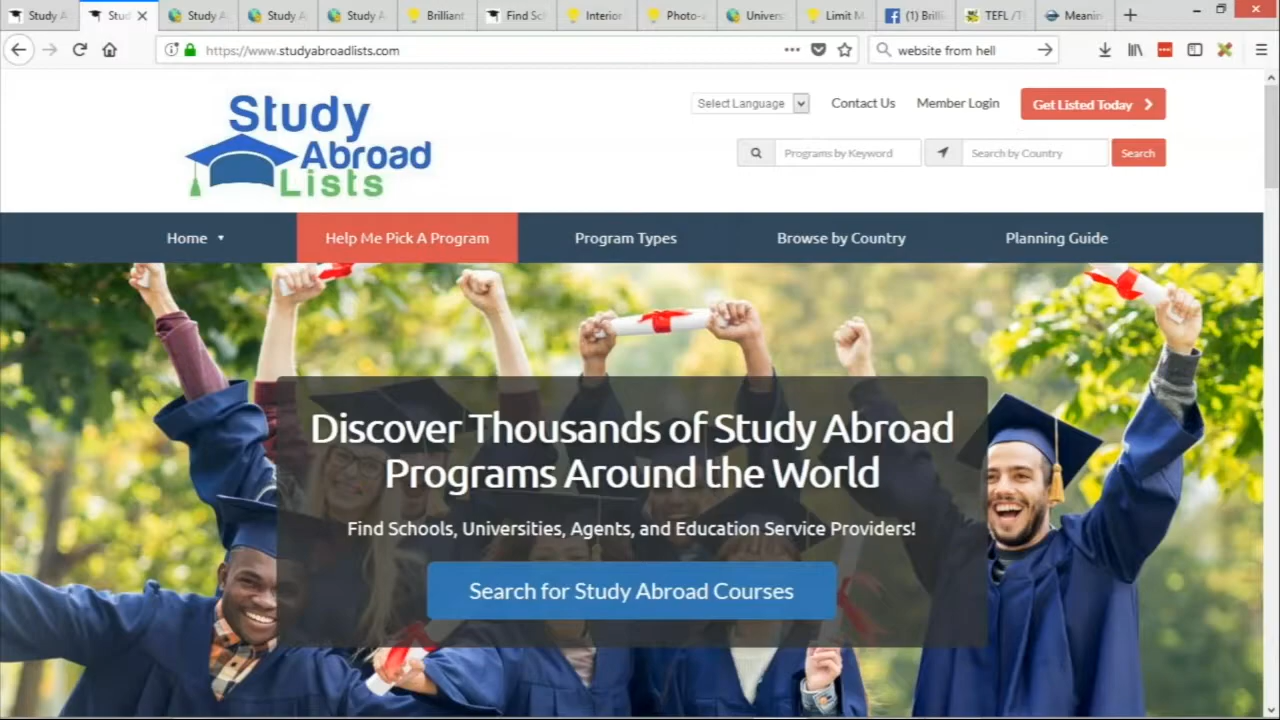 Study A
Stud
Study A
Study A
Study A
Brilliant
Find Sc
Interior
Photo-
Univers
Limit M
(1) Brilli
TEFL / T
Meanin
https://www.studyabroadlists.com
website from hell
Study
Abroad
Lists
Select Language
Contact Us
Member Login
Get Listed Today
Programs by Keyword
Search by Country
Search
Home
Help Me Pick A Program
Program Types
Browse by Country
Planning Guide
Discover Thousands of Study Abroad
Programs Around the World
Find Schools, Universities, Agents, and Education Service Providers!
Search for Study Abroad Courses